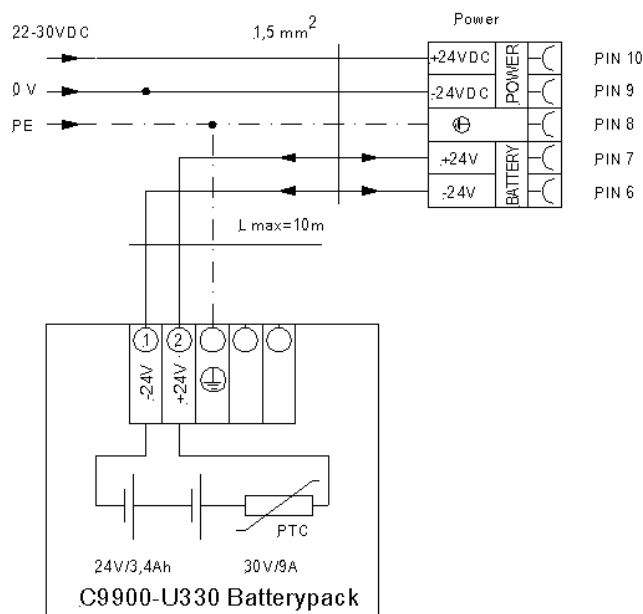 Power
22-30VDC
1,5 mm²
+24VDC
POWER
PIN 10
0 V
-24VDC
PIN 9
PE
PIN 8
+24V
BATTERY
PIN 7
-24V
PIN 6
L max=10m
1
2
-24V
+24V
PTC
24V/3,4Ah
30V/9A
C9900-U330 Batterypack